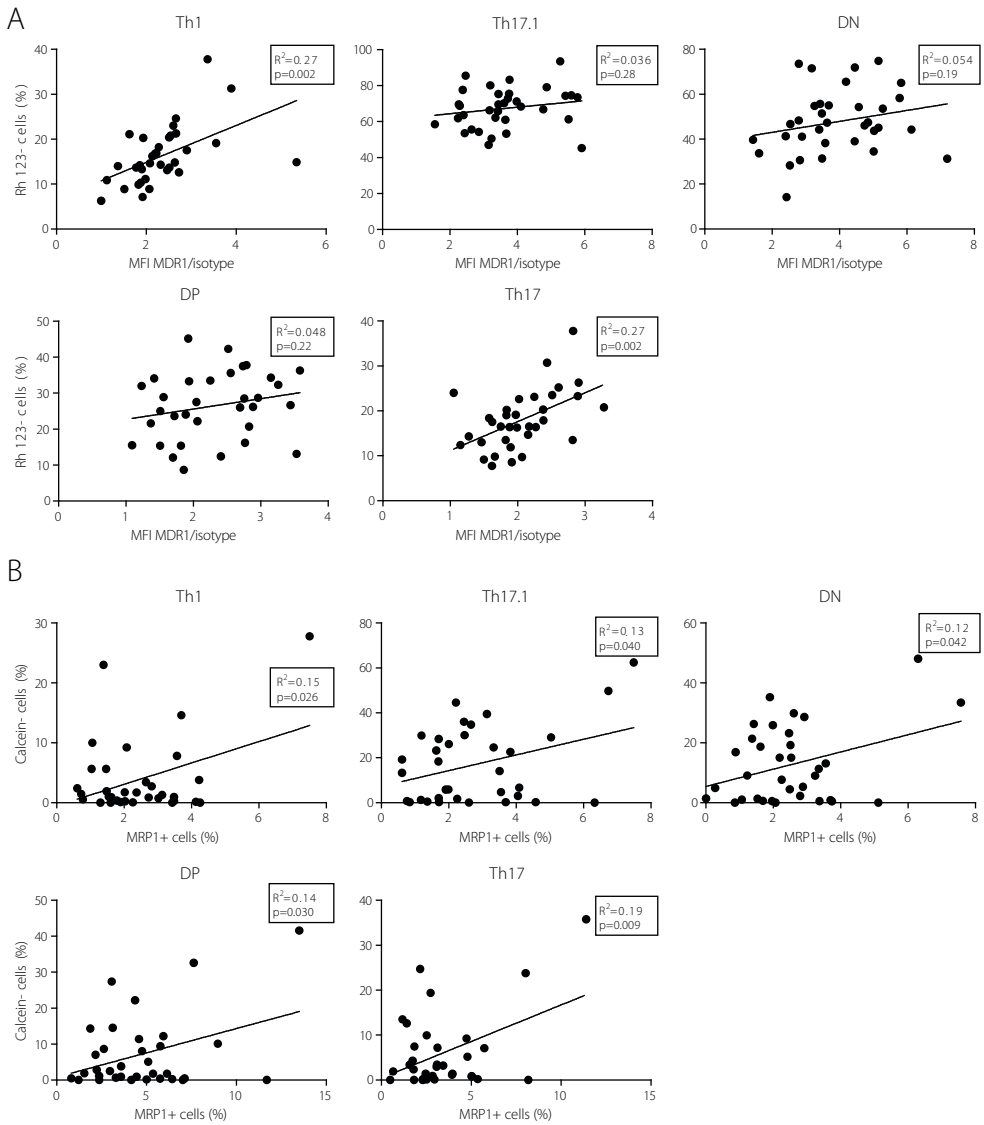 A
Th1
Th17.1
DN
Rh 123- cells (%)
40
30
20
10
0
R²=0.27
p=0.002
0 2 4 6
MFI MDR1/isotype
100
80
60
40
20
0
R²=0.036
p=0.28
0 2 4 6 8
MFI MDR1/isotype
80
60
40
20
0
R²=0.054
p=0.19
0 2 4 6 8
MFI MDR1/isotype
DP
Th17
Rh 123- cells (%)
50
40
30
20
10
0
R²=0.048
p=0.22
0 1 2 3 4
MFI MDR1/isotype
40
30
20
10
0
R²=0.27
p=0.002
0 1 2 3 4
MFI MDR1/isotype
B
Th1
Th17.1
DN
Calcein- cells (%)
30
20
10
0
R²=0.15
p=0.026
0 2 4 6 8
MRP1+ cells (%)
80
60
40
20
0
R²=0.13
p=0.040
0 2 4 6 8
MRP1+ cells (%)
60
40
20
0
R²=0.12
p=0.042
0 2 4 6 8
MRP1+ cells (%)
DP
Th17
Calcein- cells (%)
50
40
30
20
10
0
R²=0.14
p=0.030
0 5 10 15
MRP1+ cells (%)
40
30
20
10
0
R²=0.19
p=0.009
0 5 10 15
MRP1+ cells (%)